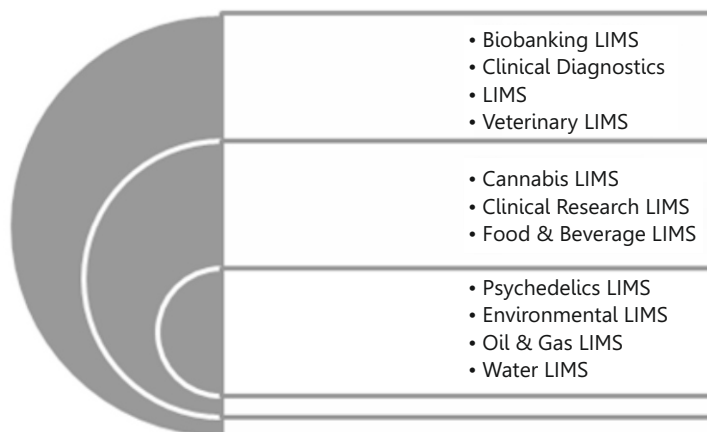 • Biobanking LIMS
• Clinical Diagnostics
• LIMS
• Veterinary LIMS
• Cannabis LIMS
• Clinical Research LIMS
• Food & Beverage LIMS
• Psychedelics LIMS
• Environmental LIMS
• Oil & Gas LIMS
• Water LIMS